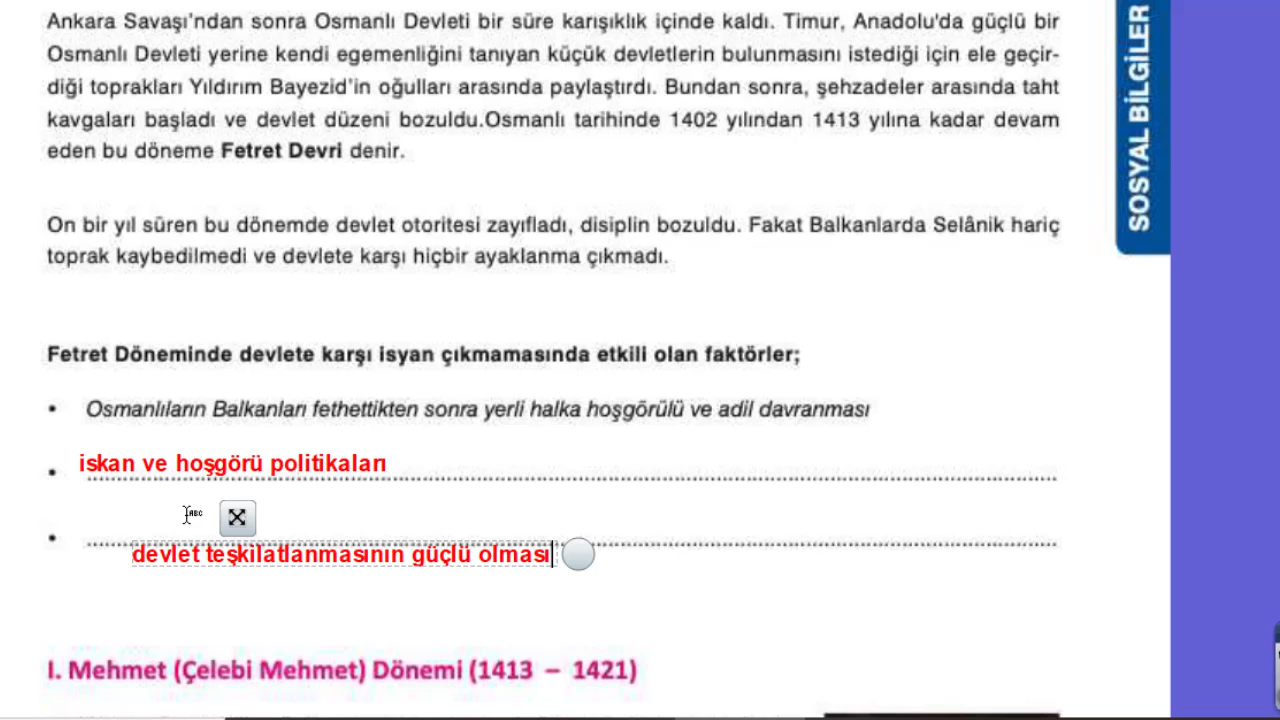 Ankara Savaşı'ndan sonra Osmanlı Devleti bir süre karışıklık içinde kaldı. Timur, Anadolu'da güçlü bir
Osmanlı Devleti yerine kendi egemenliğini tanıyan küçük devletlerin bulunmasını istediği için ele geçir-
diği toprakları Yıldırım Bayezid'in oğulları arasında paylaştırdı. Bundan sonra, şehzadeler arasında taht
kavgaları başladı ve devlet düzeni bozuldu.Osmanlı tarihinde 1402 yılından 1413 yılına kadar devam
eden bu döneme Fetret Devri denir.
On bir yıl süren bu dönemde devlet otoritesi zayıfladı, disiplin bozuldu. Fakat Balkanlarda Selânik hariç
toprak kaybedilmedi ve devlete karşı hiçbir ayaklanma çıkmadı.
Fetret Döneminde devlete karşı isyan çıkmamasında etkili olan faktörler;
• Osmanlıların Balkanları fethettikten sonra yerli halka hoşgörülü ve adil davranması
• iskan ve hoşgörü politikaları
• devlet teşkilatlanmasının güçlü olması
I. Mehmet (Çelebi Mehmet) Dönemi (1413 – 1421)
SOSYAL BİLGİLER
ABC